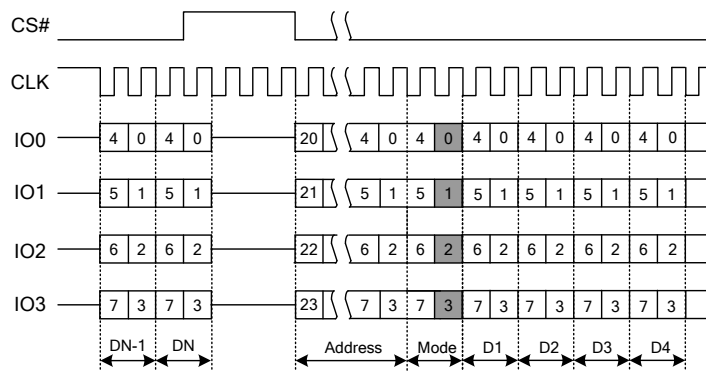 CS#
CLK
IO0 4 0 4 0 20 4 0 4 0 4 0 4 0 4 0 4 0
IO1 5 1 5 1 21 5 1 5 1 5 1 5 1 5 1 5 1
IO2 6 2 6 2 22 6 2 6 2 6 2 6 2 6 2 6 2
IO3 7 3 7 3 23 7 3 7 3 7 3 7 3 7 3 7 3
DN-1 DN Address Mode D1 D2 D3 D4